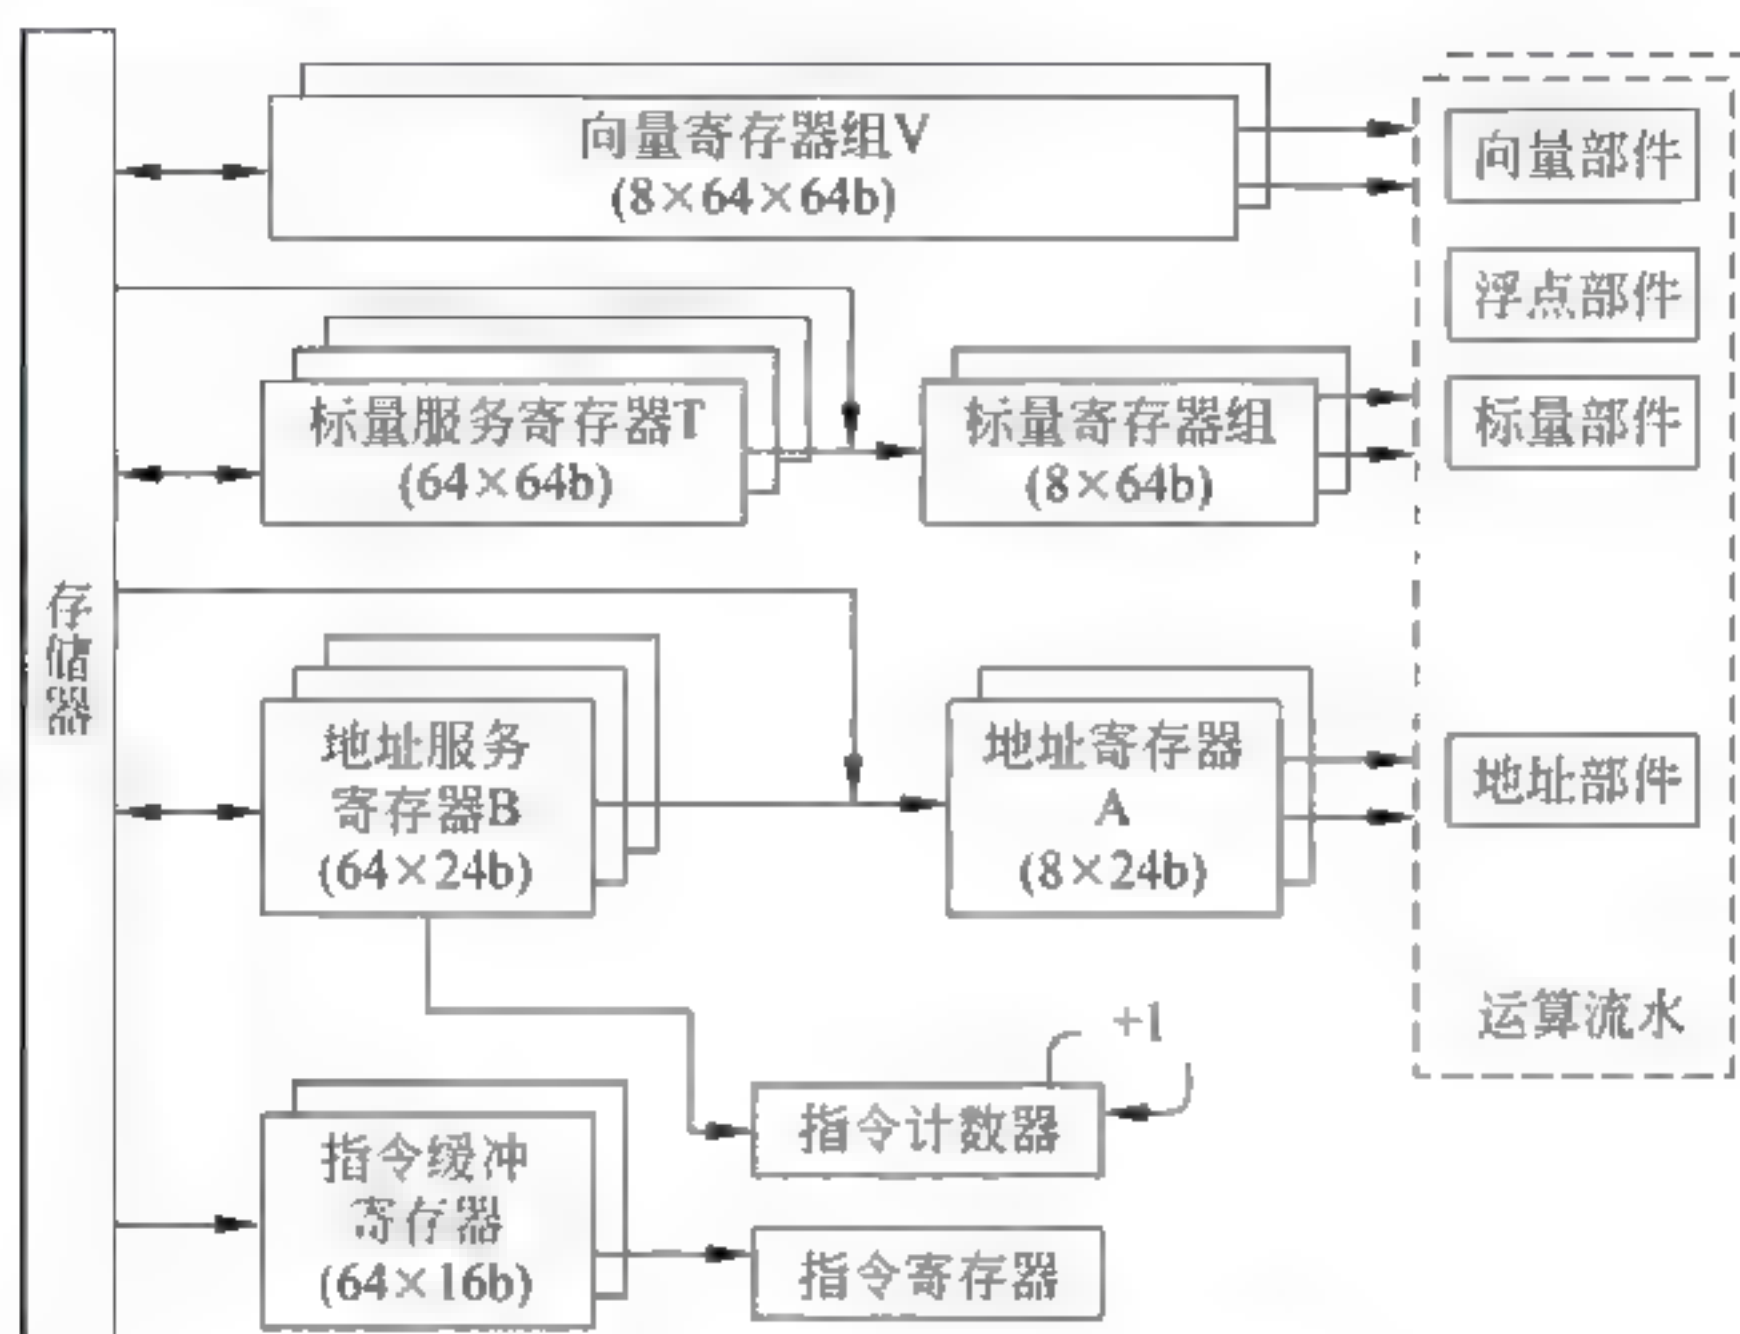 向量寄存器组V
(8×64×64b)
向量部件
浮点部件
标量服务寄存器T
(64×64b)
标量寄存器组
(8×64b)
标量部件
存储器
地址服务
寄存器B
(64×24b)
地址寄存器
A
(8×24b)
地址部件
运算流水
+1
指令计数器
指令缓冲
寄存器
(64×16b)
指令寄存器